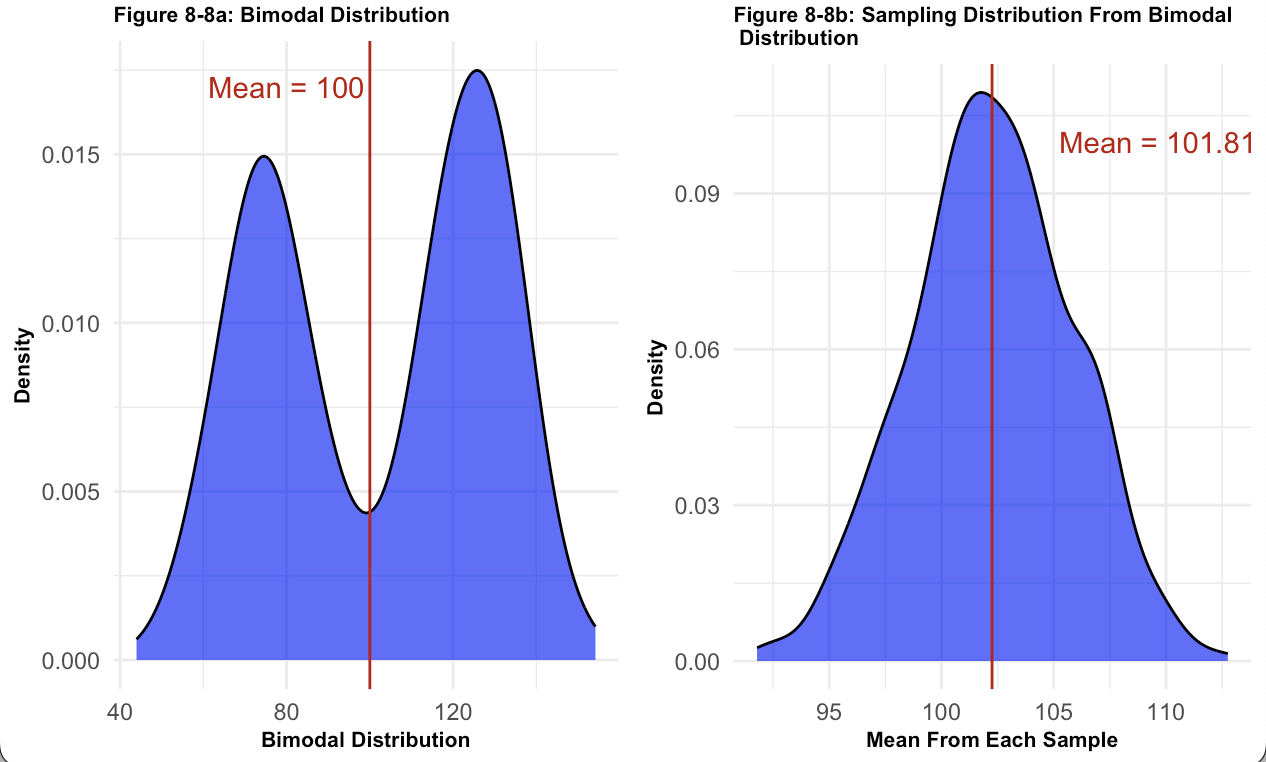 Figure 8-8a: Bimodal Distribution
Mean = 100
0.015
0.010
0.005
0.000
Density
40 80 120
Bimodal Distribution
Figure 8-8b: Sampling Distribution From Bimodal
Distribution
Mean = 101.81
0.09
0.06
0.03
0.00
Density
95 100 105 110
Mean From Each Sample